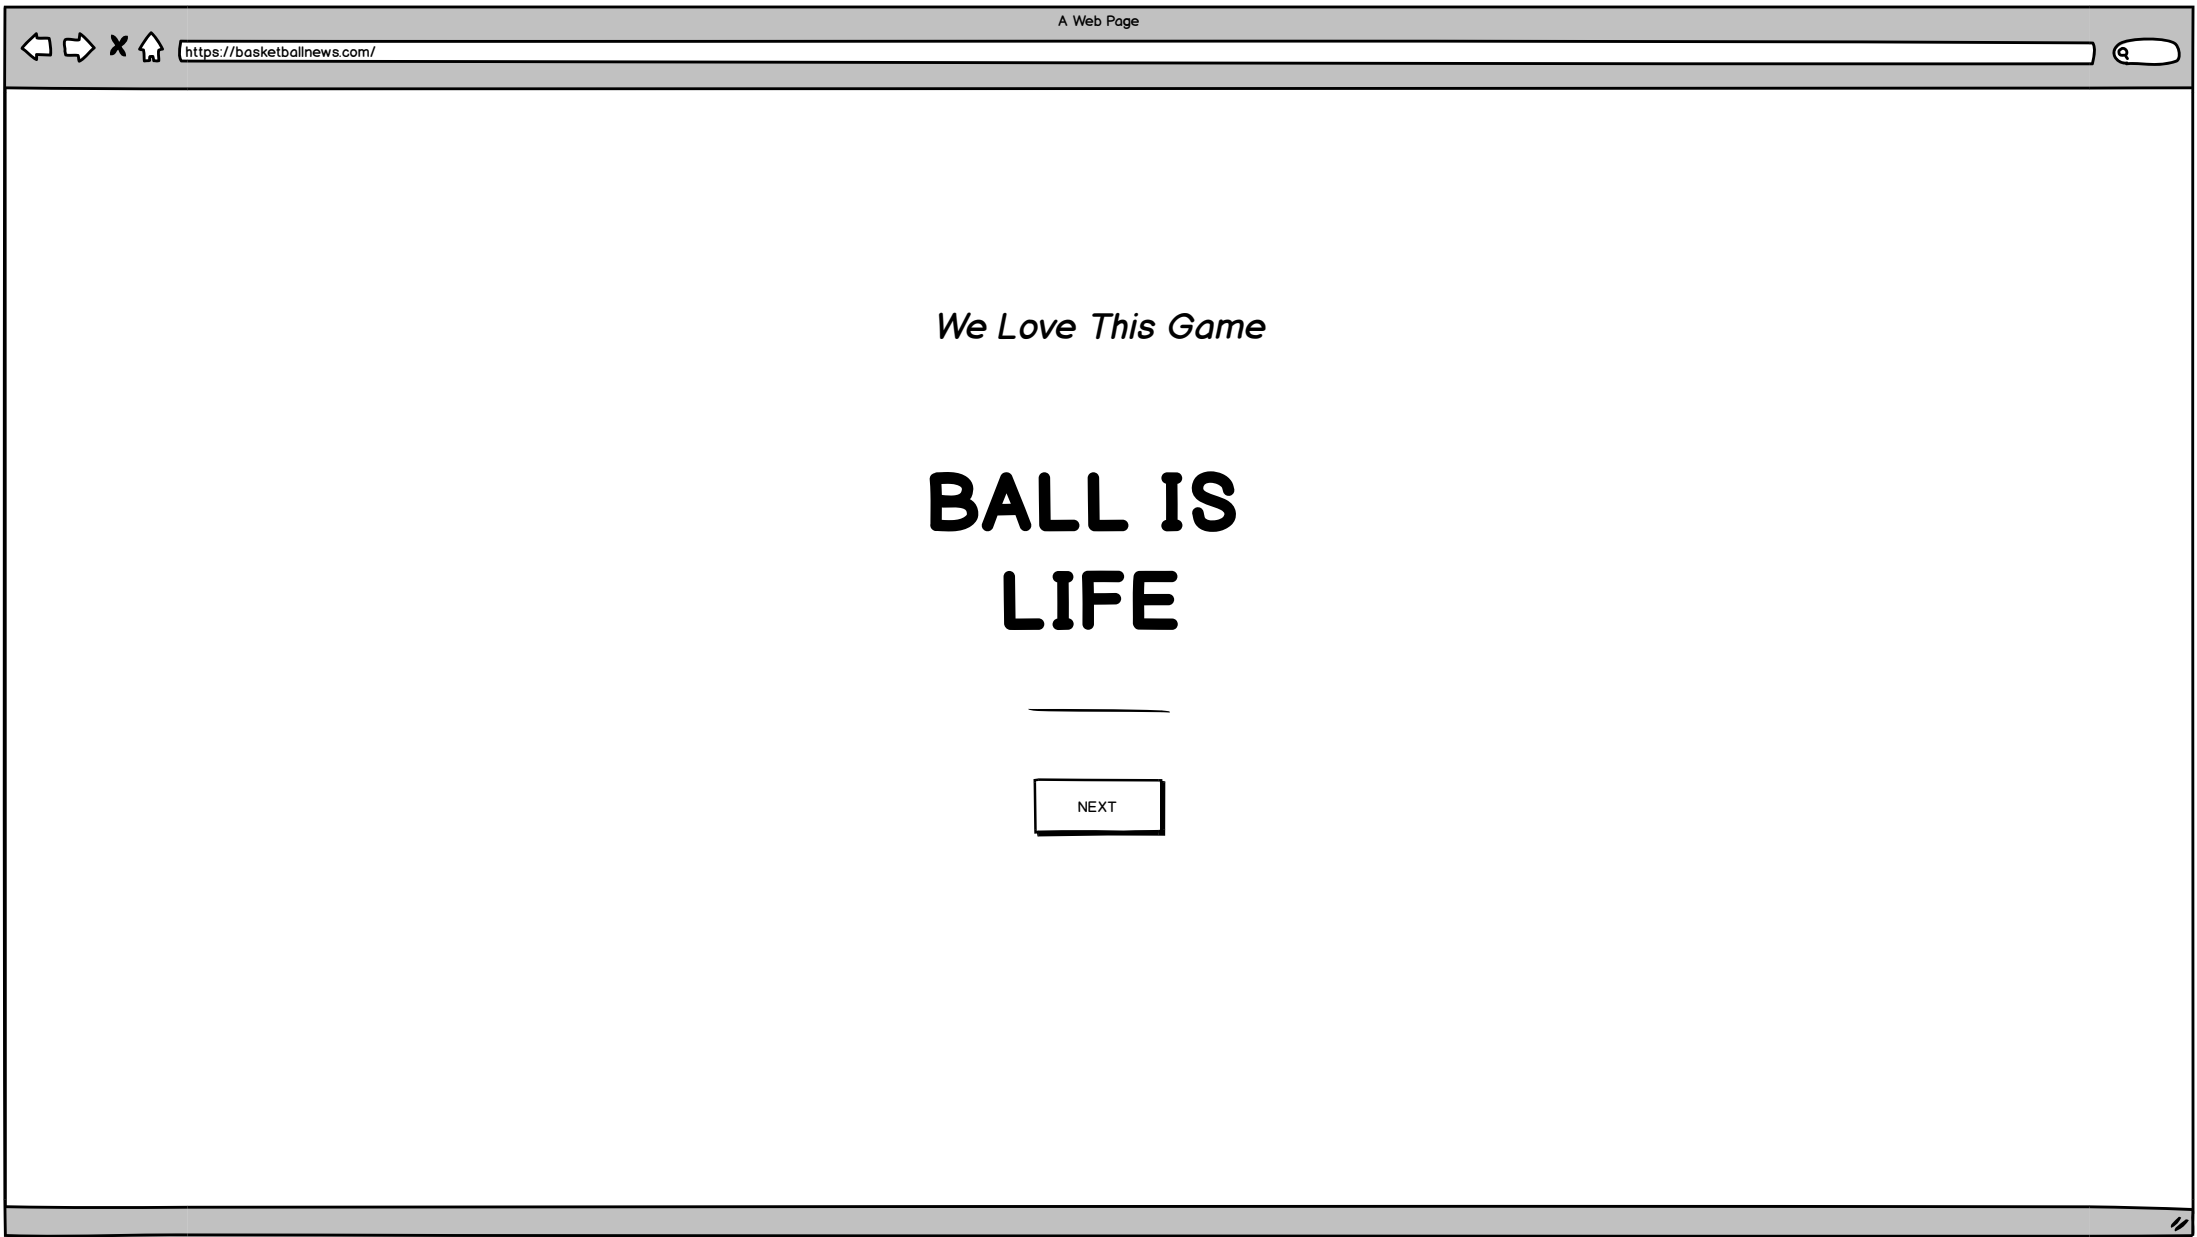 A Web Page
https://basketballnews.com/
We Love This Game
BALL IS
LIFE
NEXT